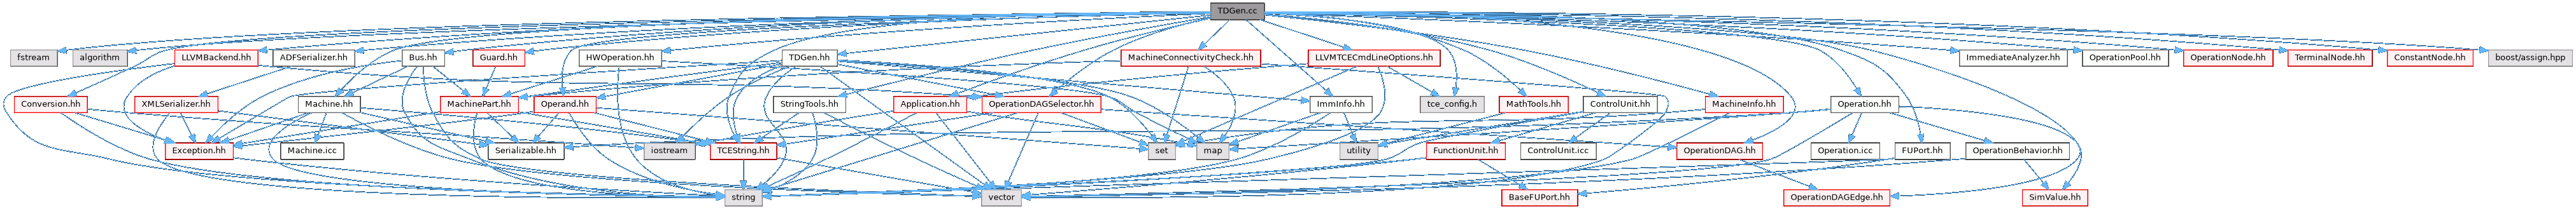 TDGen.cc
fstream
algorithm
LLVMBackend.hh
ADFSerializer.hh
Bus.hh
Guard.hh
HWOperation.hh
TDGen.hh
MachineConnectivityCheck.hh
LLVMTCECmdLineOptions.hh
ImmediateAnalyzer.hh
OperationPool.hh
OperationNode.hh
TerminalNode.hh
ConstantNode.hh
boost/assign.hpp
Conversion.hh
XMLSerializer.hh
Machine.hh
MachinePart.hh
Operand.hh
StringTools.hh
Application.hh
OperationDAGSelector.hh
ImmInfo.hh
tce_config.h
MathTools.hh
ControlUnit.hh
MachineInfo.hh
Operation.hh
Exception.hh
Machine.icc
Serializable.hh
iostream
TCEString.hh
set
map
utility
FunctionUnit.hh
ControlUnit.icc
OperationDAG.hh
Operation.icc
FUPort.hh
OperationBehavior.hh
string
vector
BaseFUPort.hh
OperationDAGEdge.hh
SimValue.hh